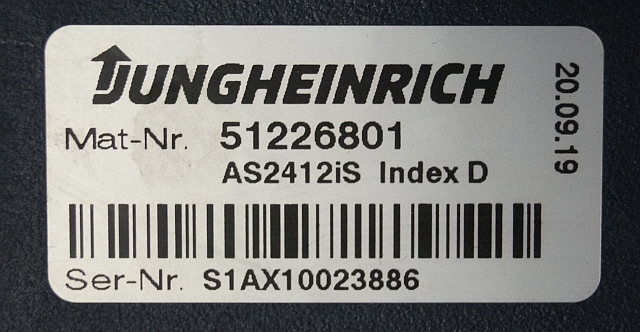 JUNGHEINRICH
Mat-Nr. 51226801
AS2412iS Index D
Ser-Nr. S1AX10023886
20.09.19